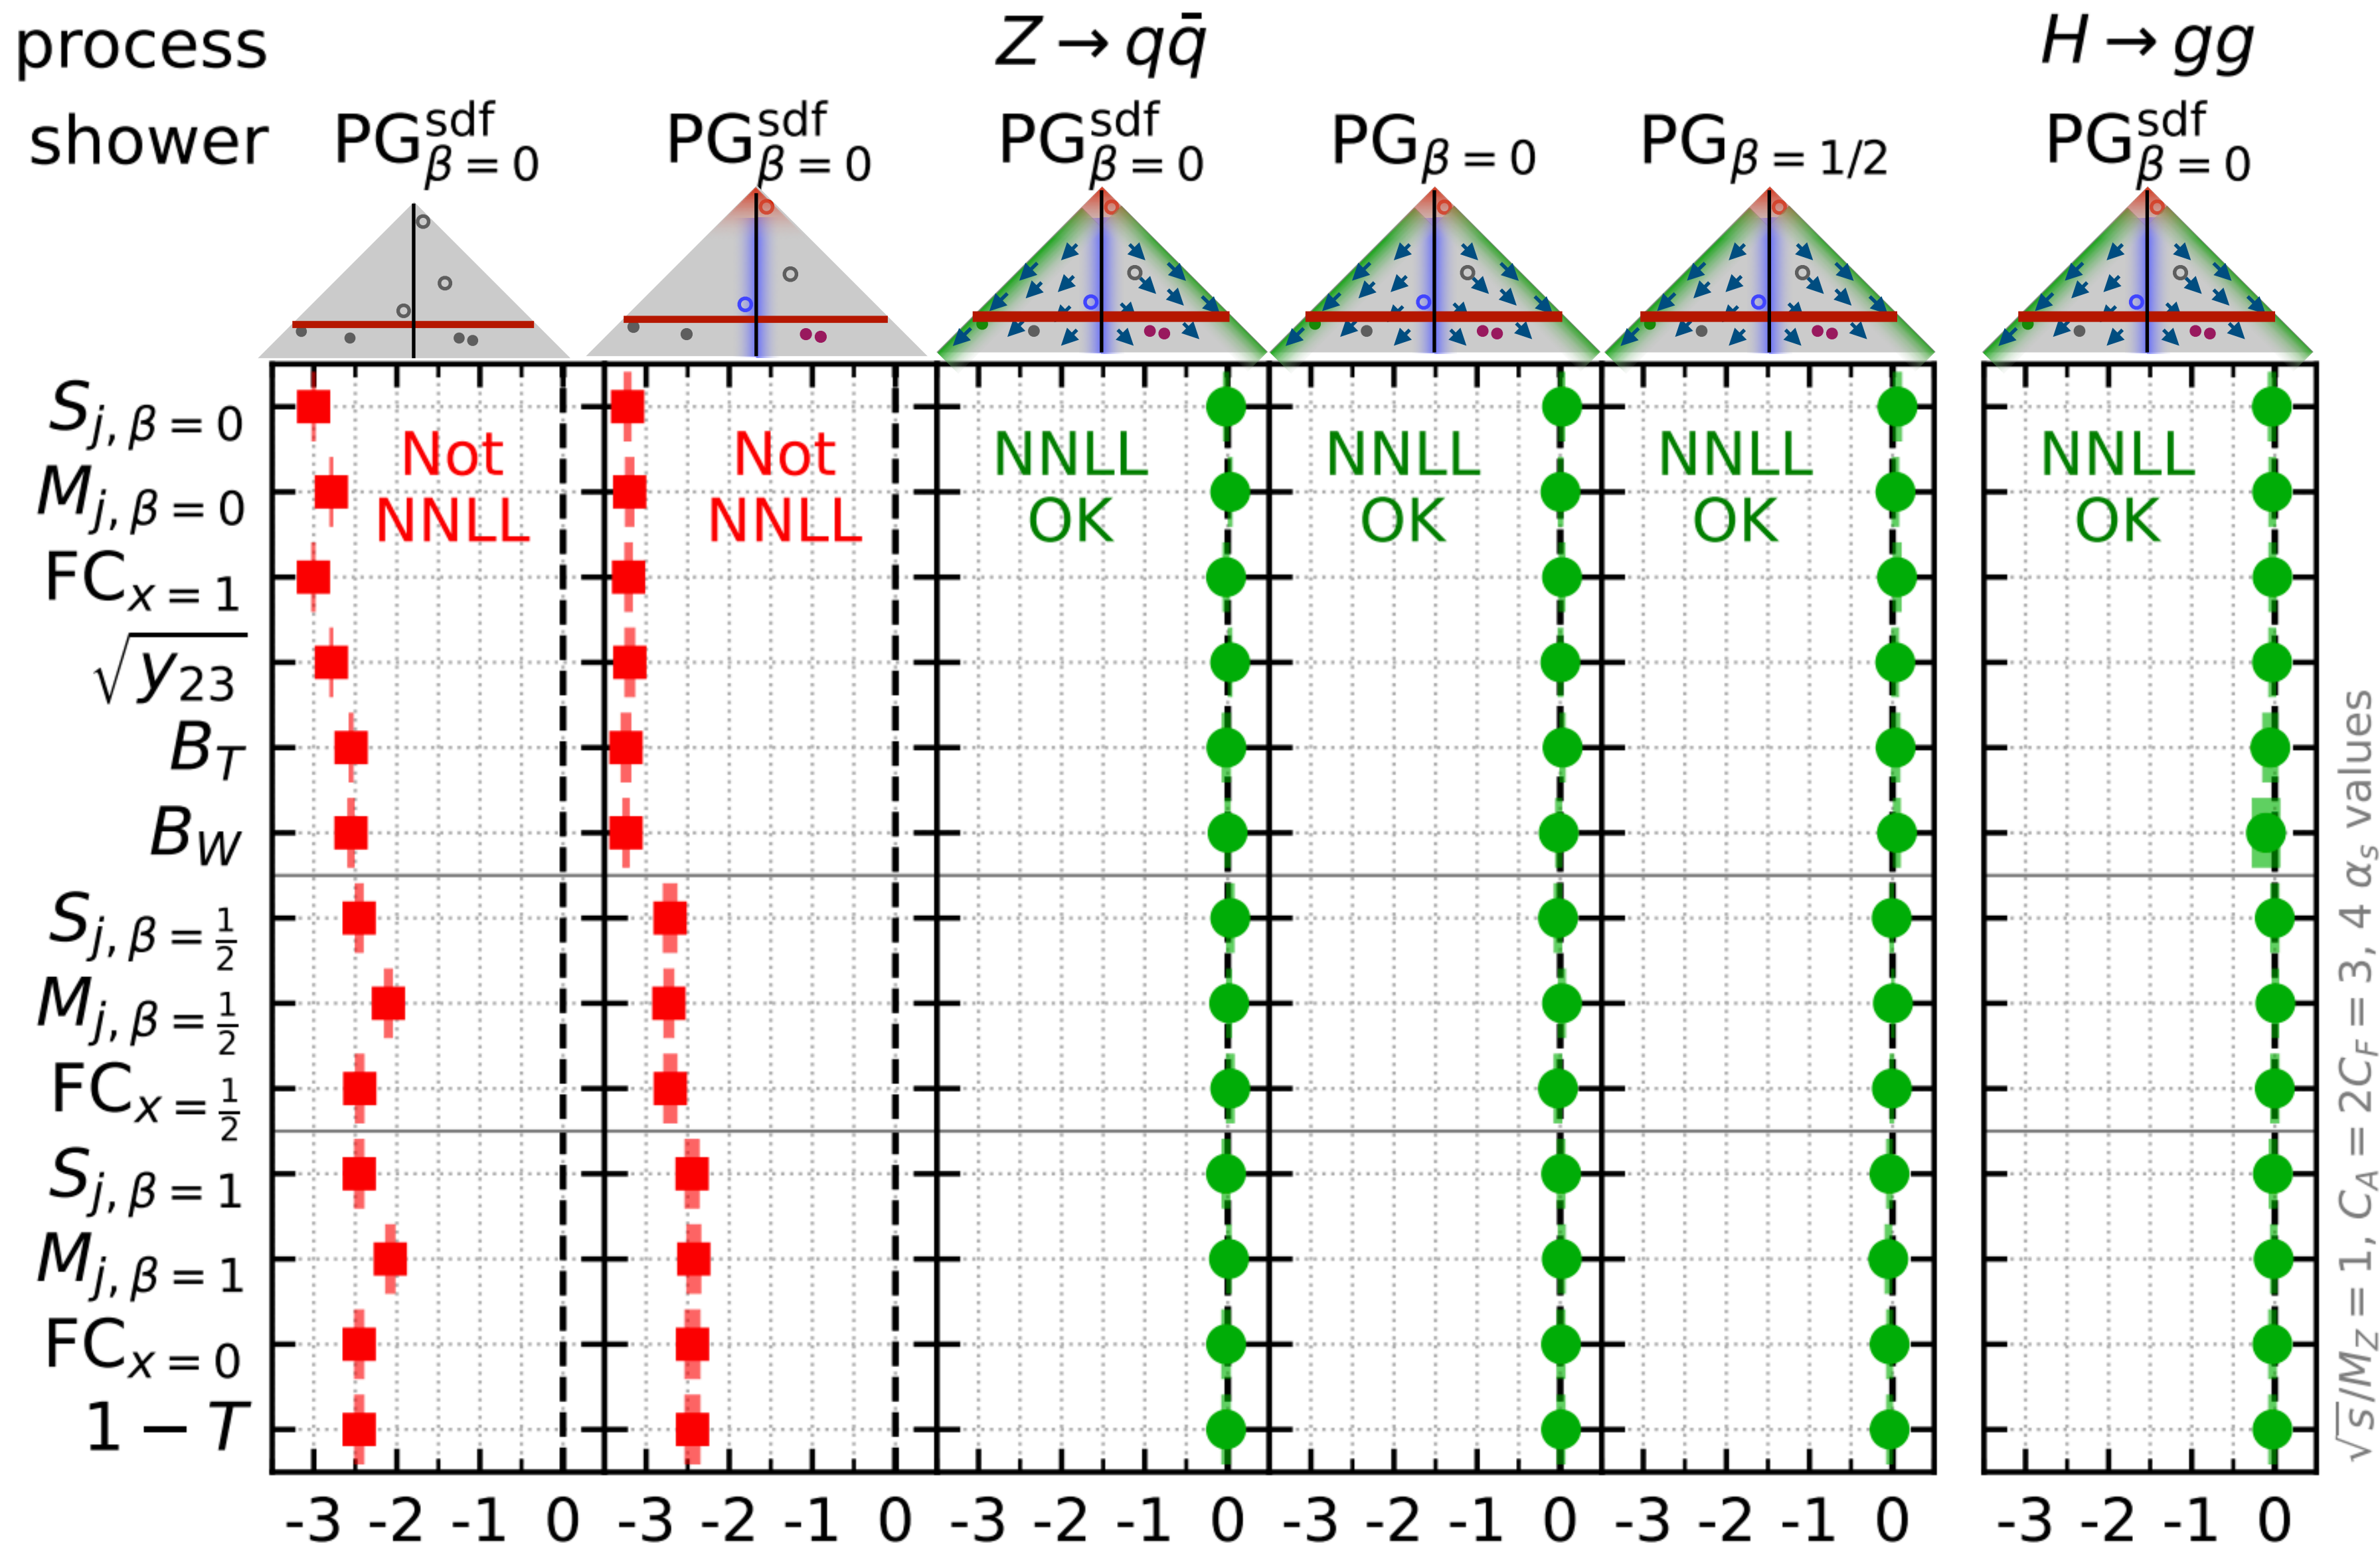 process Z → qq̄ H → gg
shower PG^sdf_β=0 PG^sdf_β=0 PG^sdf_β=0 PG_β=0 PG_β=1/2 PG^sdf_β=0
S_j,β=0
Not NNLL
Not NNLL
NNLL OK
NNLL OK
NNLL OK
NNLL OK
M_j,β=0
FC_x=1
√y_23
B_T
B_W
S_j,β=1/2
M_j,β=1/2
FC_x=1/2
S_j,β=1
M_j,β=1
FC_x=0
1 − T
-3 -2 -1 0 -3 -2 -1 0 -3 -2 -1 0 -3 -2 -1 0 -3 -2 -1 0 -3 -2 -1 0
√s/M_Z = 1, C_A = 2C_F = 3, 4 α_s values